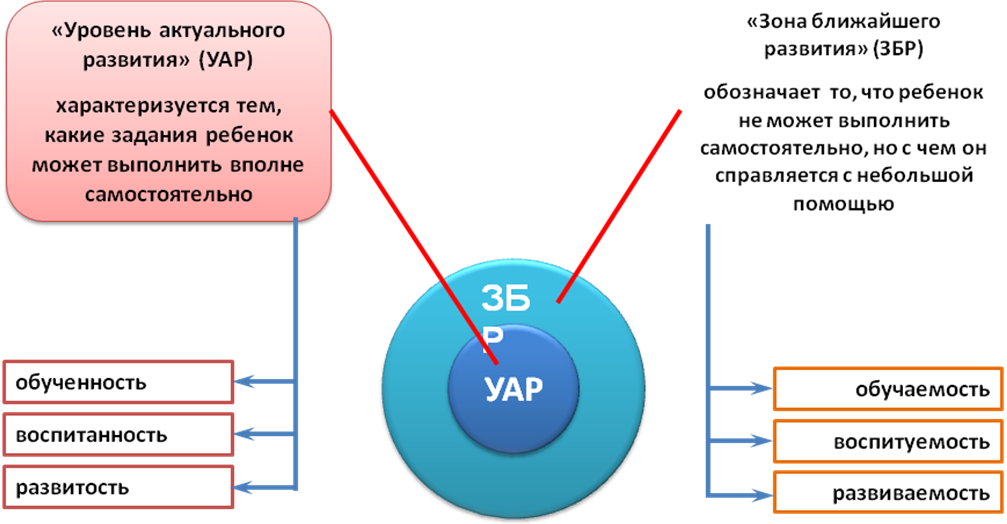 «Уровень актуального
развития» (УАР)
характеризуется тем,
какие задания ребенок
может выполнить вполне
самостоятельно
«Зона ближайшего
развития» (ЗБР)
обозначает то, что ребенок
не может выполнить
самостоятельно, но с чем он
справляется с небольшой
помощью
ЗБ
Р
УАР
обученность
воспитанность
развитость
обучаемость
воспитуемость
развиваемость